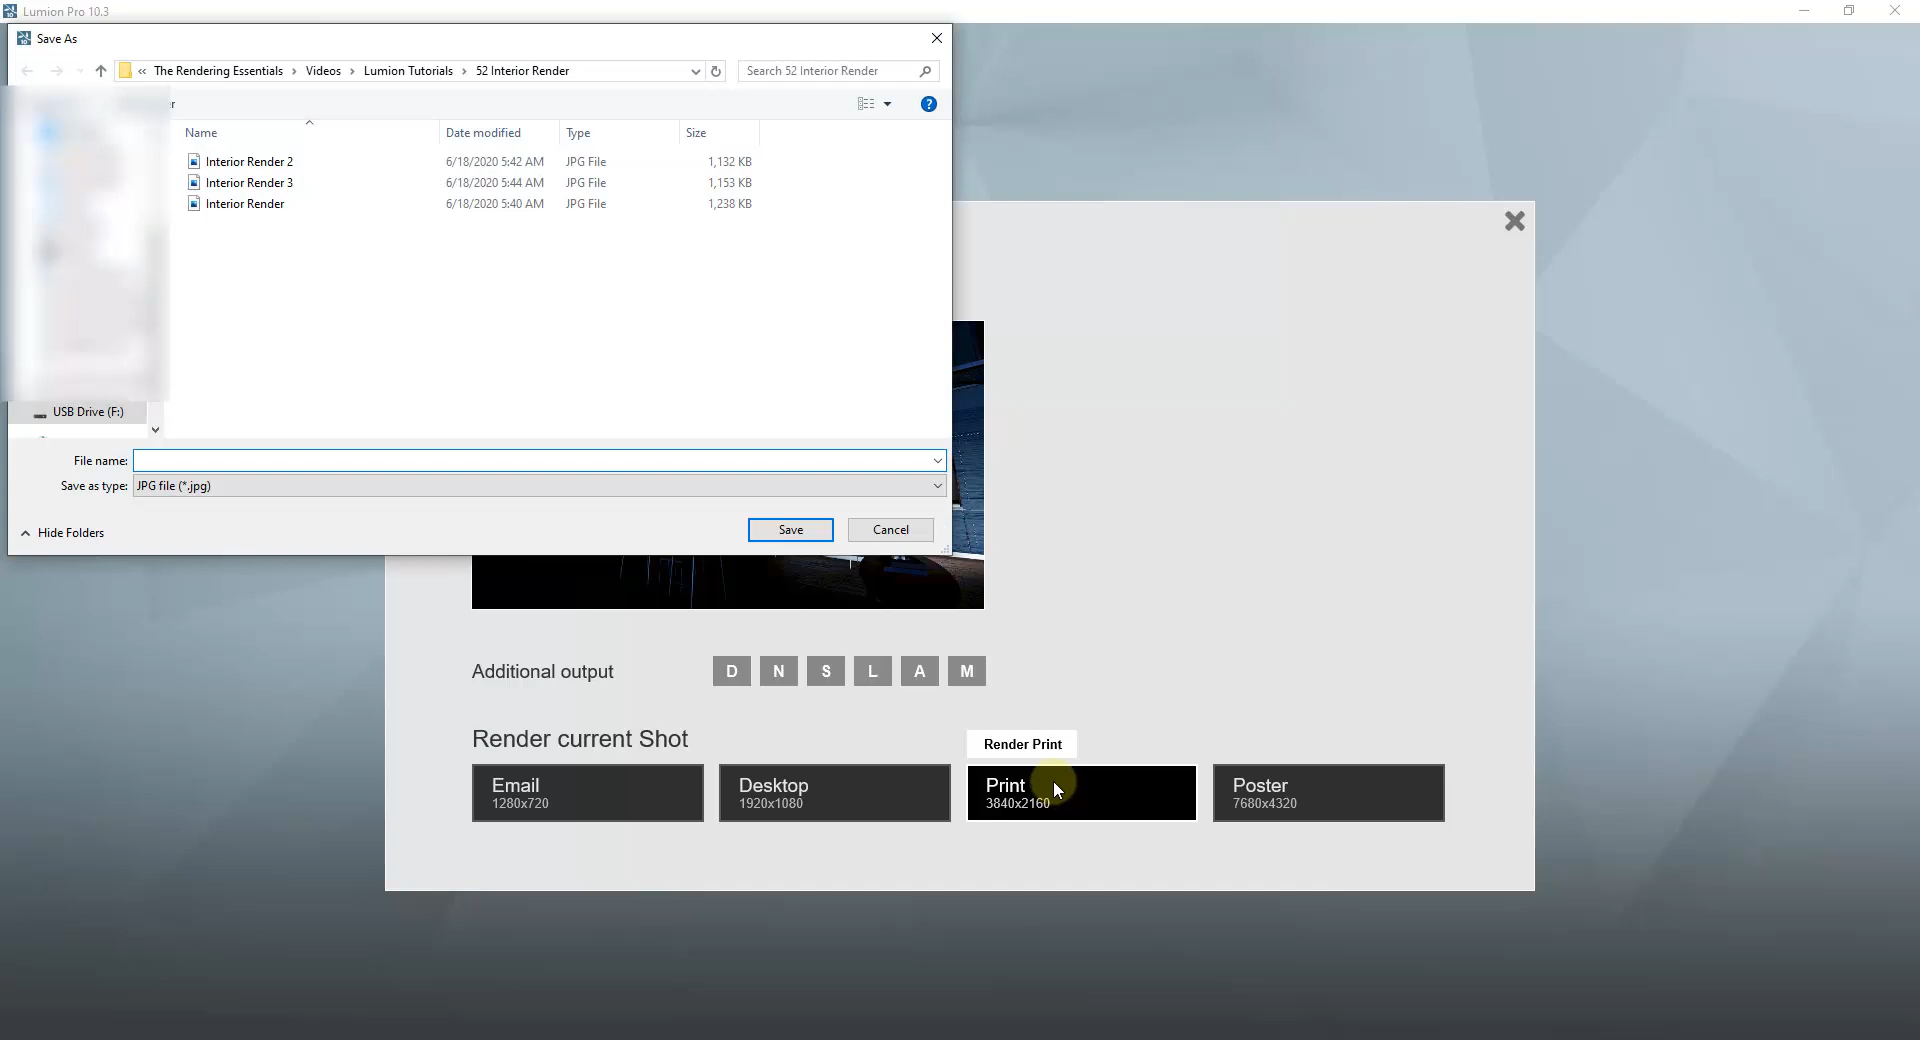 Lumion Pro 10.3
Save As
« The Rendering Essentials › Videos › Lumion Tutorials › 52 Interior Render
Search 52 Interior Render
r
?
Name Date modified Type Size
Interior Render 2 6/18/2020 5:42 AM JPG File 1,132 KB
Interior Render 3 6/18/2020 5:44 AM JPG File 1,153 KB
Interior Render 6/18/2020 5:40 AM JPG File 1,238 KB
USB Drive (F:)
File name:
Save as type: JPG file (*.jpg)
Hide Folders
Save Cancel
Additional output D N S L A M
Render current Shot
Render Print
Email
1280x720
Desktop
1920x1080
Print
3840x2160
Poster
7680x4320